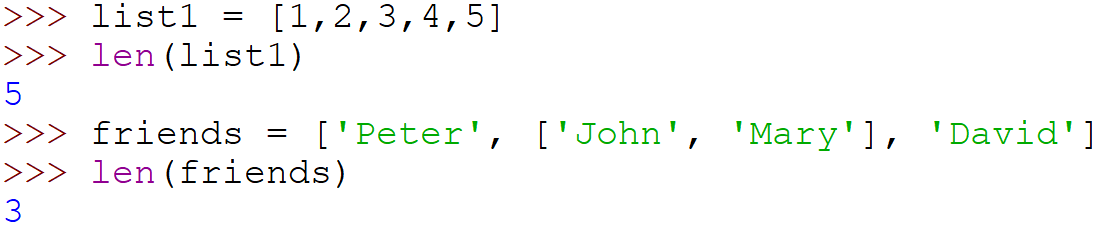 >>> list1 = [1,2,3,4,5]
>>> len(list1)
5
>>> friends = ['Peter', ['John', 'Mary'], 'David']
>>> len(friends)
3